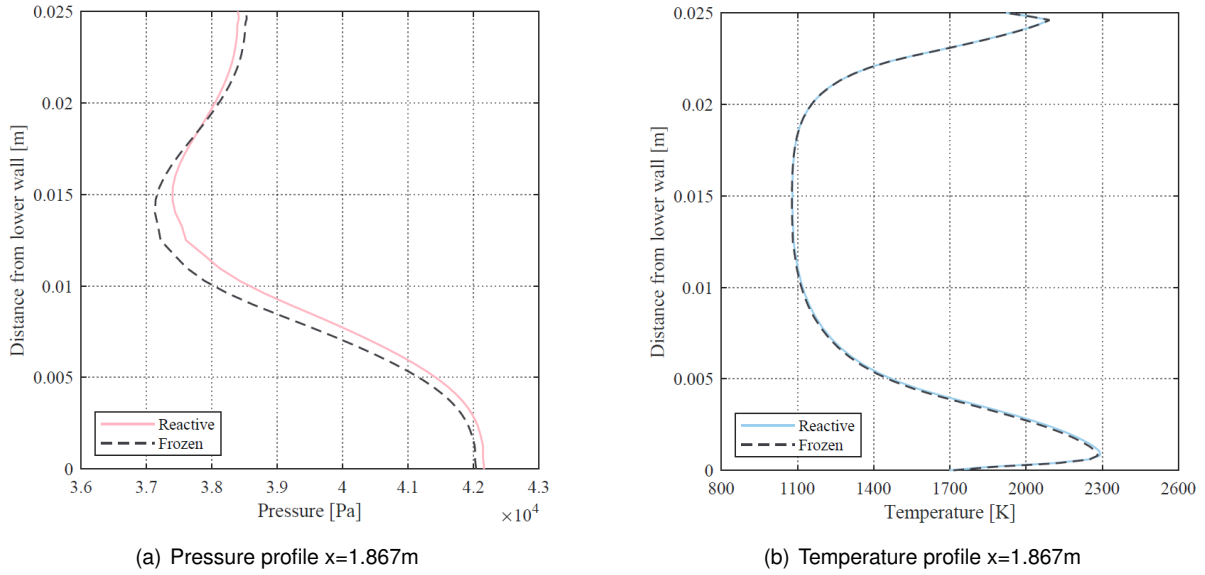 0.025
0.02
0.015
0.01
0.005
0
Distance from lower wall [m]
Reactive
Frozen
3.6 3.7 3.8 3.9 4 4.1 4.2 4.3
Pressure [Pa]
×10⁴
(a) Pressure profile x=1.867m
0.025
0.02
0.015
0.01
0.005
0
Distance from lower wall [m]
Reactive
Frozen
800 1100 1400 1700 2000 2300 2600
Temperature [K]
(b) Temperature profile x=1.867m